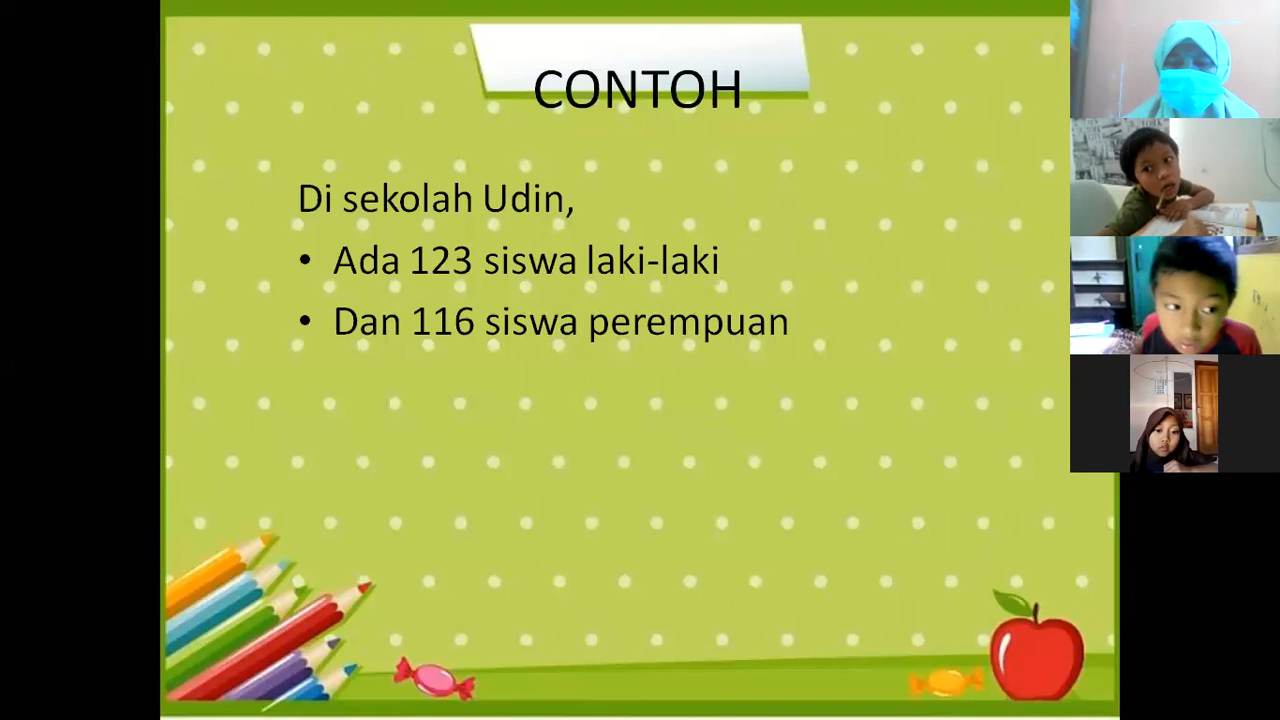 CONTOH
Di sekolah Udin,
• Ada 123 siswa laki-laki
• Dan 116 siswa perempuan